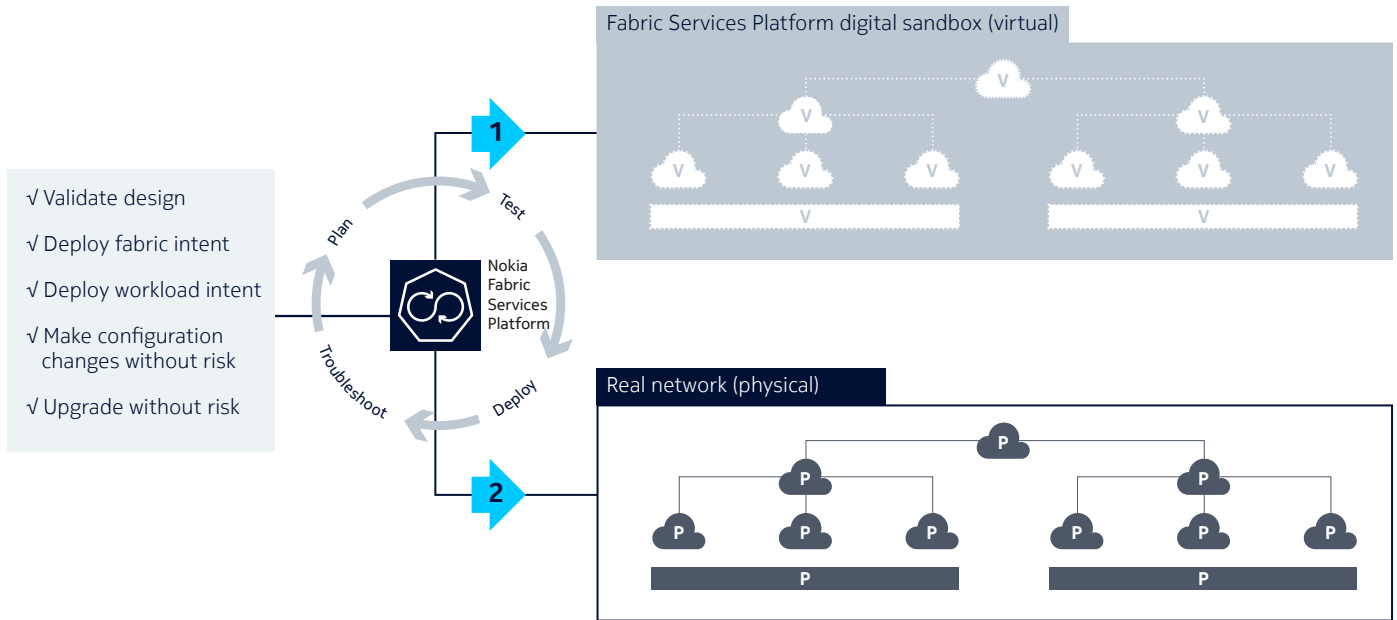 Fabric Services Platform digital sandbox (virtual)
V
V
V
V
V
V
V
V
V
V
V
1
√ Validate design
√ Deploy fabric intent
√ Deploy workload intent
√ Make configuration
changes without risk
√ Upgrade without risk
Plan
Test
Deploy
Troubleshoot
Nokia
Fabric
Services
Platform
2
Real network (physical)
P
P
P
P
P
P
P
P
P
P
P